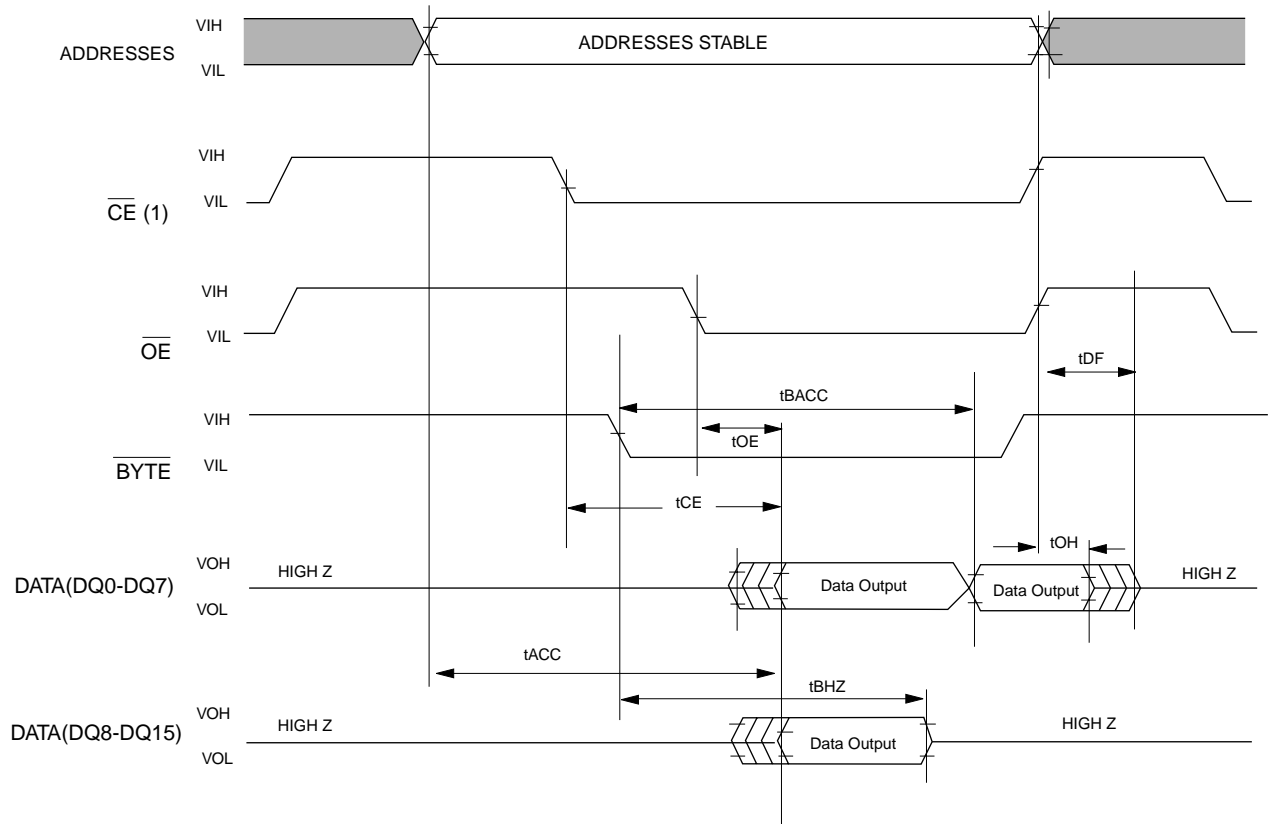 VIH
ADDRESSES
ADDRESSES STABLE
VIL
VIH
CE (1)
VIL
VIH
OE
VIL
tDF
tBACC
VIH
tOE
BYTE
VIL
tCE
tOH
VOH
DATA(DQ0-DQ7)
HIGH Z
Data Output
Data Output
HIGH Z
VOL
tACC
tBHZ
VOH
DATA(DQ8-DQ15)
HIGH Z
Data Output
HIGH Z
VOL